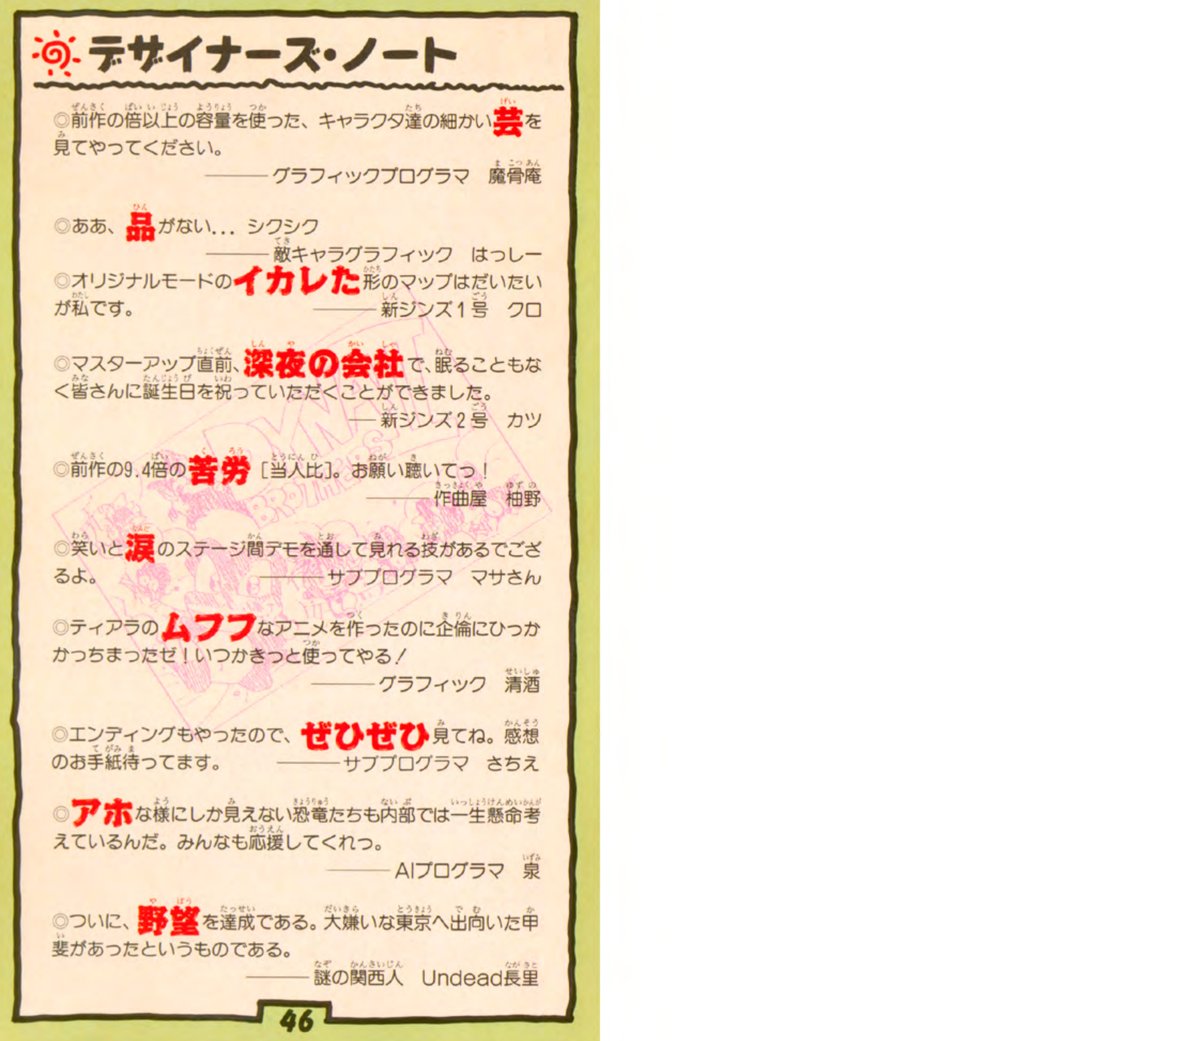 デザイナーズ・ノート
◎前作の倍以上の容量を使った、キャラクタ達の細かい芸を
見てやってください。
———グラフィックプログラマ 魔骨庵
◎ああ、品がない... シクシク
———敵キャラグラフィック はっしー
◎オリジナルモードのイカレた形のマップはだいたい
が私です。 ———新ジンズ1号 クロ
◎マスターアップ直前、深夜の会社で、眠ることもな
く皆さんに誕生日を祝っていただくことができました。
—新ジンズ2号 カツ
◎前作の9.4倍の苦労[当人比]。お願い聴いてっ!
———作曲屋 柚野
◎笑いと涙のステージ間デモを通して見れる技があるでござ
るよ。 ———サブプログラマ マサさん
◎ティアラのムフフなアニメを作ったのに企倫にひっか
かっちまったゼ!いつかきっと使ってやる!
———グラフィック 清酒
◎エンディングもやったので、ぜひぜひ見てね。感想
のお手紙待ってます。 ———サブプログラマ さちえ
◎アホな様にしか見えない恐竜たちも内部では一生懸命考
えているんだ。みんなも応援してくれっ。
———AIプログラマ 泉
◎ついに、野望を達成である。大嫌いな東京へ出向いた甲
斐があったというものである。
———謎の関西人 Undead長里
46